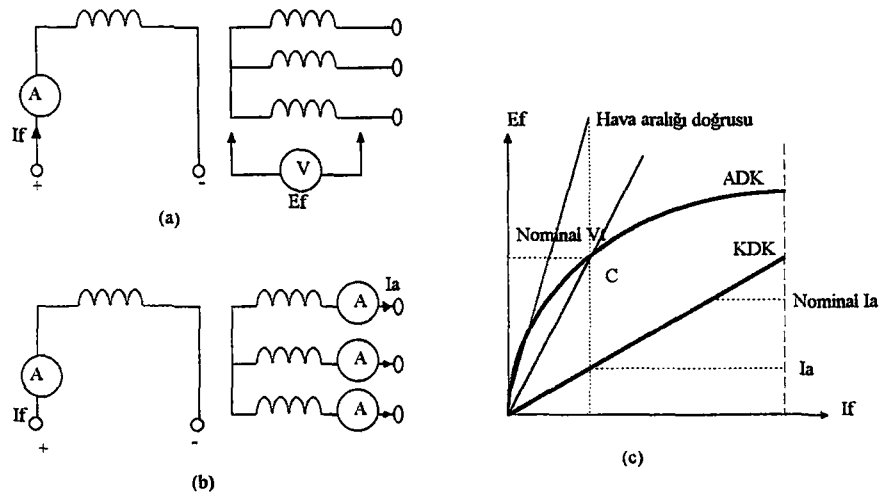 A
If
+
-
V
Ef
(a)
A
If
+
-
Ia
A
A
A
(b)
Ef
Hava aralığı doğrusu
ADK
Nominal Vt
KDK
C
Nominal Ia
Ia
If
(c)